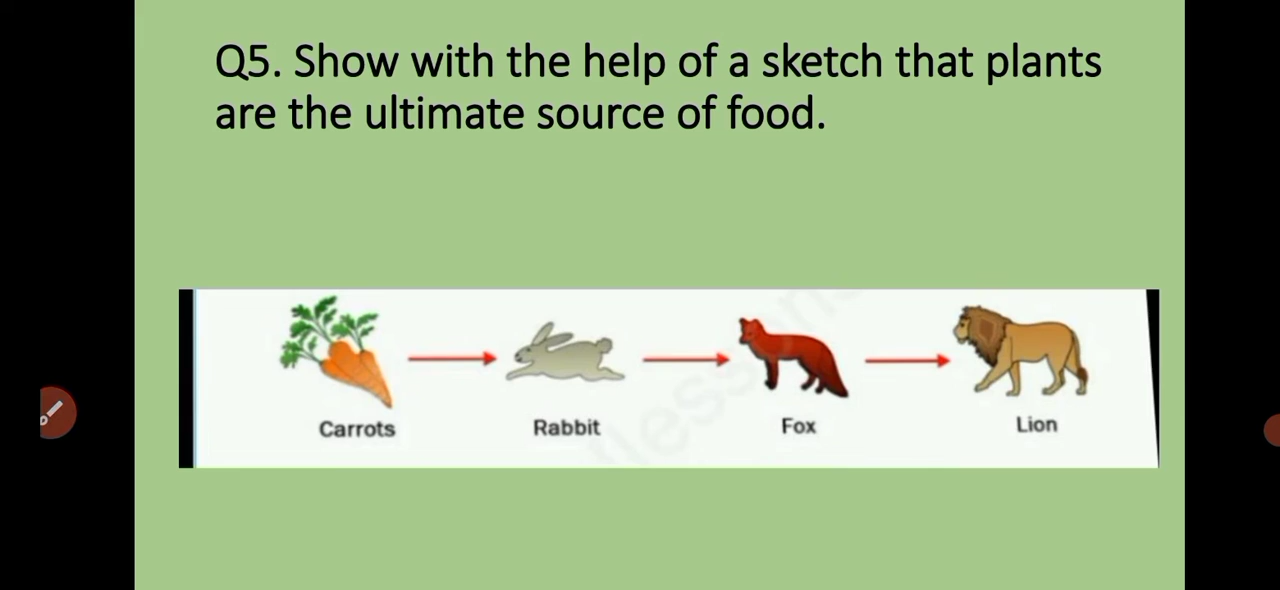 Q5. Show with the help of a sketch that plants
are the ultimate source of food.
Carrots Rabbit Fox Lion